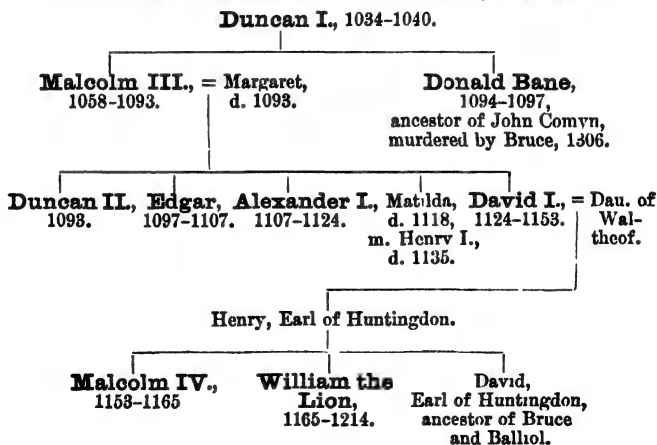 Duncan I., 1034–1040.
Malcolm III., = Margaret,
1058–1093. d. 1093.
Donald Bane,
1094–1097,
ancestor of John Comyn,
murdered by Bruce, 1306.
Duncan II., Edgar, Alexander I., Matilda, David I., = Dau. of
1093. 1097–1107. 1107–1124. d. 1118, 1124–1153. Wal-
m. Henry I., theof.
d. 1135.
Henry, Earl of Huntingdon.
Malcolm IV.,
1153–1165
William the
Lion,
1165–1214.
David,
Earl of Huntingdon,
ancestor of Bruce
and Balliol.